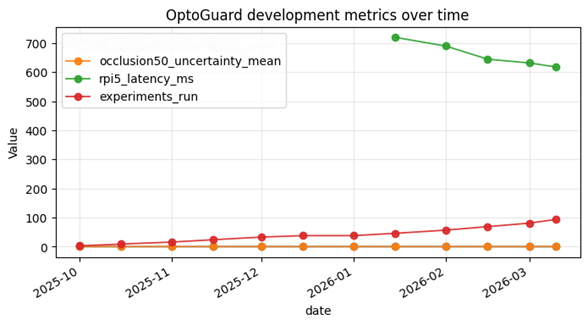 OptoGuard development metrics over time
occlusion50_uncertainty_mean
rpi5_latency_ms
experiments_run
Value
700
600
500
400
300
200
100
0
2025-10
2025-11
2025-12
2026-01
2026-02
2026-03
date